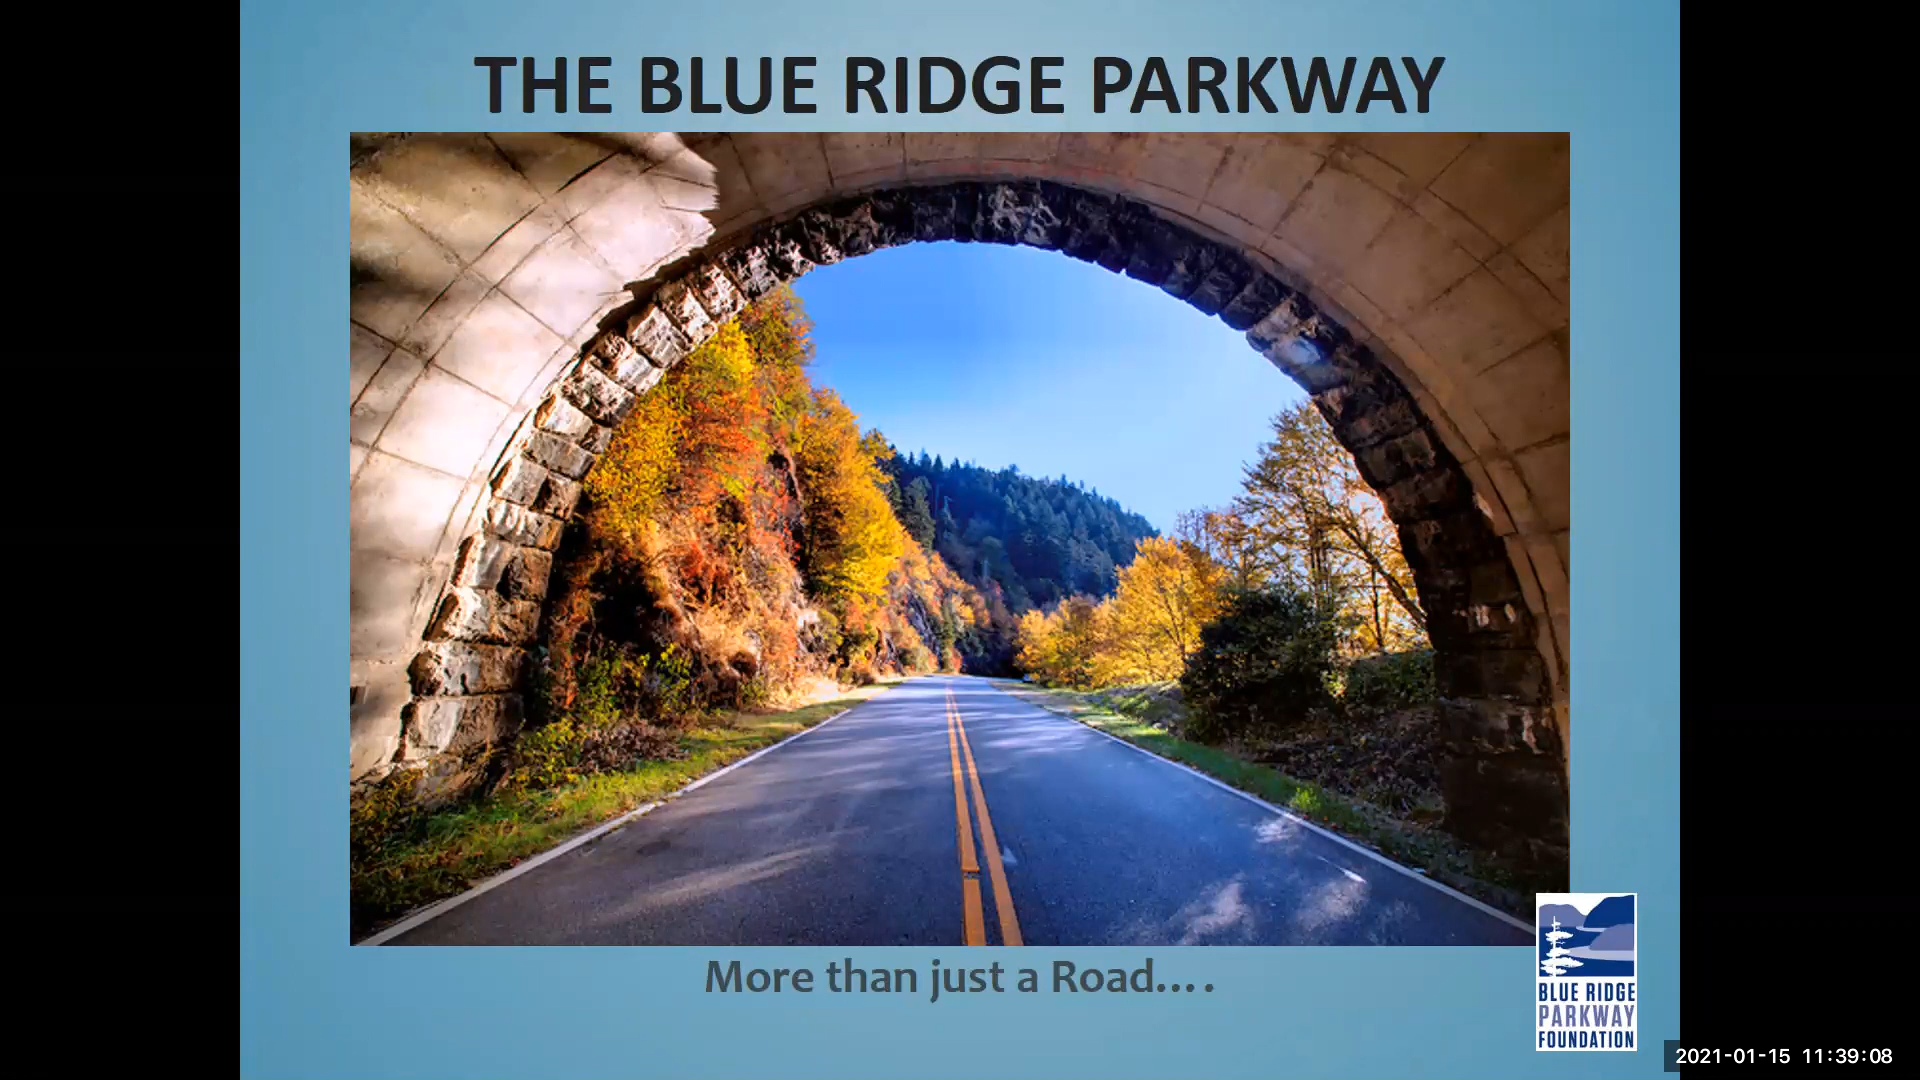 THE BLUE RIDGE PARKWAY
More than just a Road….
BLUE RIDGE
PARKWAY
FOUNDATION
2021-01-15 11:39:08